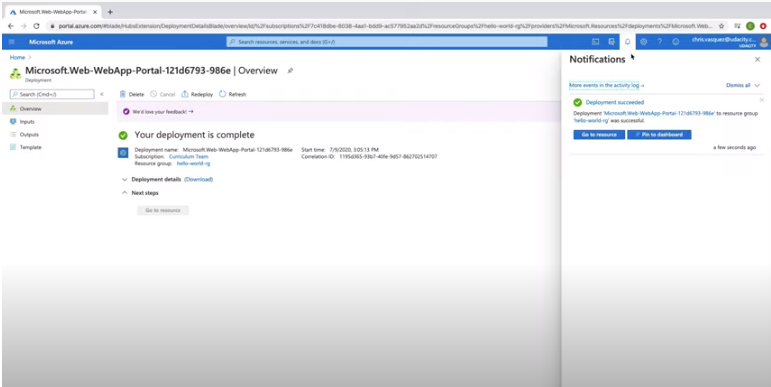 Microsoft.Web-WebApp-Portal-
portal.azure.com/#blade/HubsExtension/DeploymentDetailsBlade/overview/id/%2Fsubscriptions%2F7c418dbe-6038-4aa1-bdd9-ac577852aa2d%2FresourceGroups%2Fhello-world-rg%2Fproviders%2FMicrosoft.Resources%2Fdeployments%2FMicrosoft.Web...
Microsoft Azure
Search resources, services, and docs (G+/)
chris.vasquez@udacity.c...
UDACITY
Home >
Microsoft.Web-WebApp-Portal-121d6793-986e | Overview
Deployment
Search (Cmd+/)
Overview
Inputs
Outputs
Template
Delete Cancel Redeploy Refresh
We'd love your feedback! →
Your deployment is complete
Deployment name: Microsoft.Web-WebApp-Portal-121d6793-986e
Subscription: Curriculum Team
Resource group: hello-world-rg
Start time: 7/9/2020, 3:05:13 PM
Correlation ID: 1195d365-93b7-40fe-9d57-862702514707
Deployment details (Download)
Next steps
Go to resource
Notifications
More events in the activity log →
Dismiss all
Deployment succeeded
Deployment 'Microsoft.Web-WebApp-Portal-121d6793-986e' to resource group
'hello-world-rg' was successful.
Go to resource
Pin to dashboard
a few seconds ago